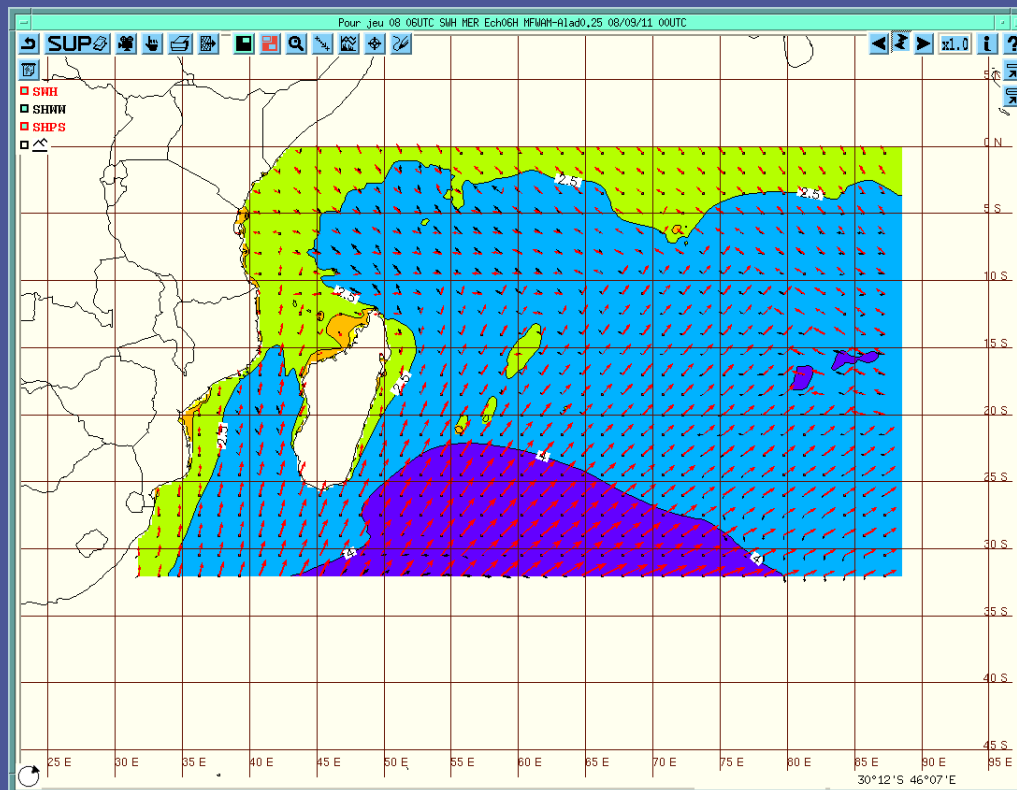 Pour jeu 08 06UTC SWH MER Ech06H MFWAM-Alad0.25 08/09/11 00UTC
SUP
x1.0
i
?
SWH
SHWW
SHPS
0 N
2.5
2.5
5 S
10 S
2.5
15 S
2.5
20 S
2.5
4
25 S
4
4
30 S
35 S
40 S
45 S
25 E
30 E
35 E
40 E
45 E
50 E
55 E
60 E
65 E
70 E
75 E
80 E
85 E
90 E
95 E
30°12'S 46°07'E